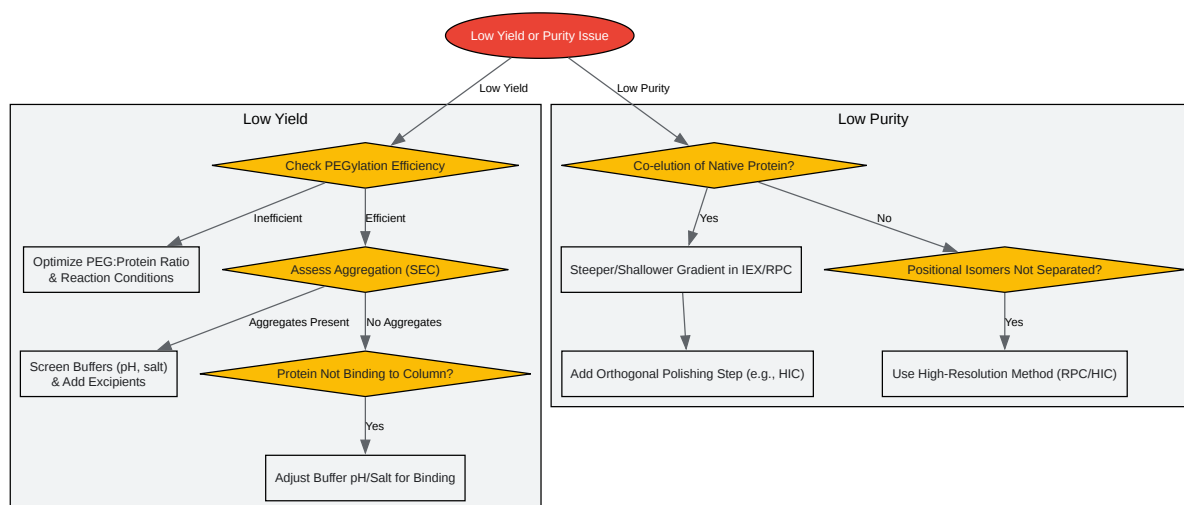 Low Yield or Purity Issue
Low Yield
Low Purity
Low Yield
Low Purity
Check PEGylation Efficiency
Co-elution of Native Protein?
Inefficient
Efficient
Yes
No
Optimize PEG:Protein Ratio
& Reaction Conditions
Assess Aggregation (SEC)
Steeper/Shallower Gradient in IEX/RPC
Positional Isomers Not Separated?
Aggregates Present
No Aggregates
Yes
Screen Buffers (pH, salt)
& Add Excipients
Protein Not Binding to Column?
Add Orthogonal Polishing Step (e.g., HIC)
Use High-Resolution Method (RPC/HIC)
Yes
Adjust Buffer pH/Salt for Binding